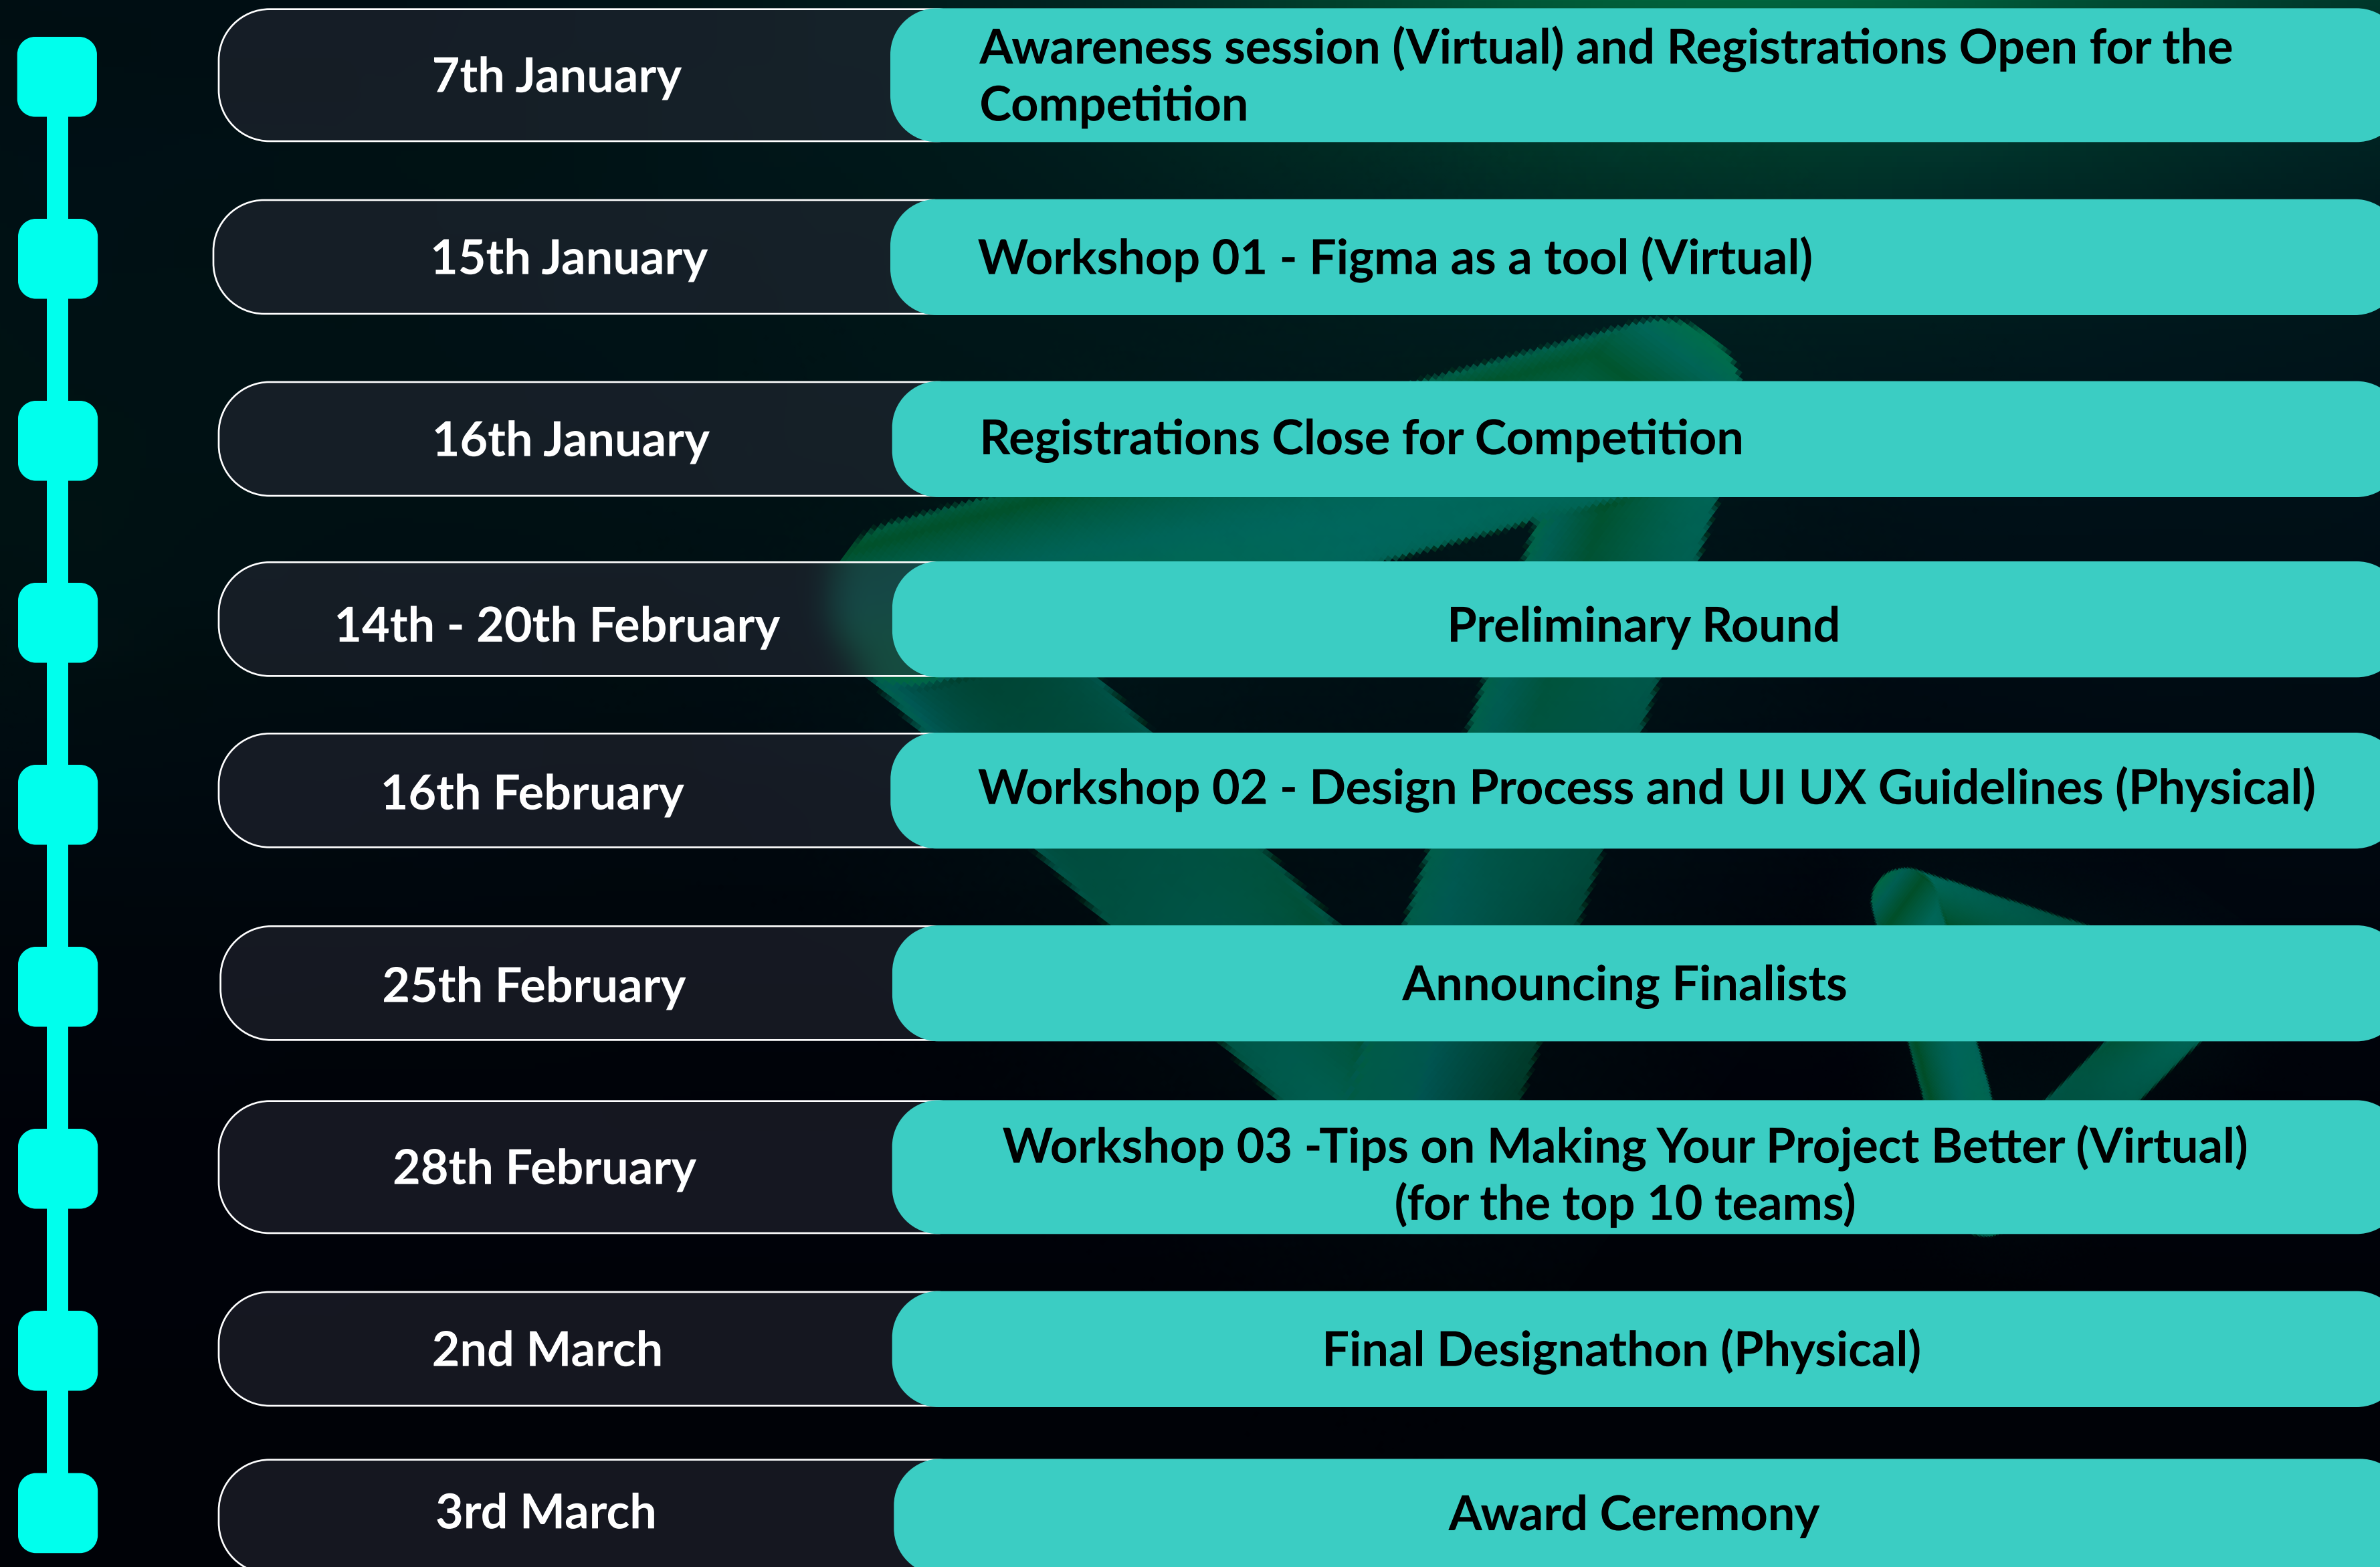 7th January
Awareness session (Virtual) and Registrations Open for the
Competition
15th January
Workshop 01 - Figma as a tool (Virtual)
16th January
Registrations Close for Competition
14th - 20th February
Preliminary Round
16th February
Workshop 02 - Design Process and UI UX Guidelines (Physical)
25th February
Announcing Finalists
28th February
Workshop 03 -Tips on Making Your Project Better (Virtual)
(for the top 10 teams)
2nd March
Final Designathon (Physical)
3rd March
Award Ceremony